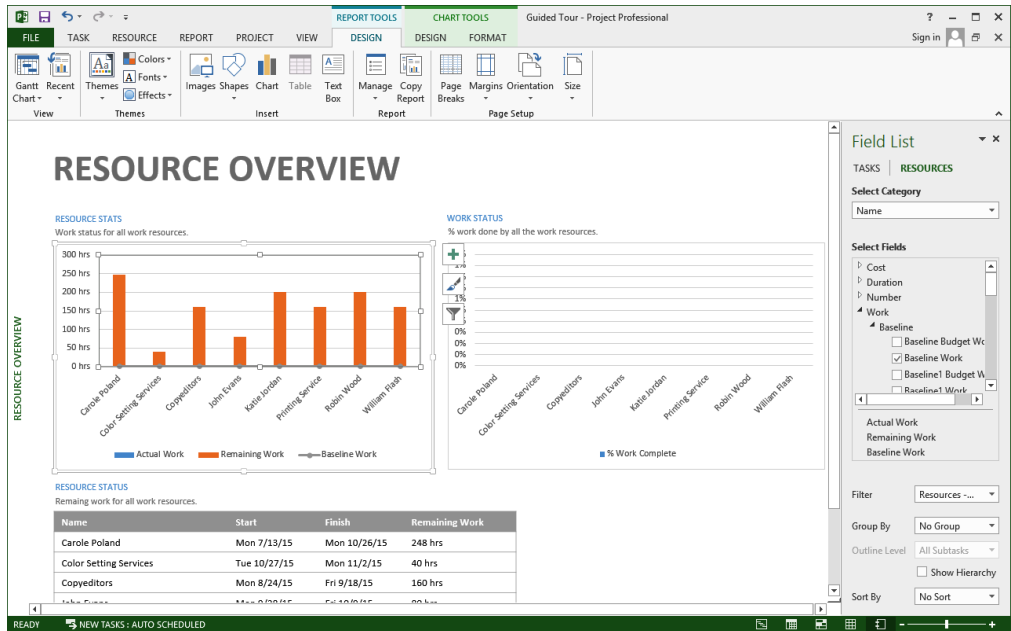 REPORT TOOLS
CHART TOOLS
Guided Tour - Project Professional
FILE TASK RESOURCE REPORT PROJECT VIEW DESIGN DESIGN FORMAT
Sign in
Gantt Chart
Recent
View
Themes
Colors
Fonts
Effects
Themes
Images Shapes Chart Table Text Box
Insert
Manage Copy Report
Report
Page Breaks Margins Orientation Size
Page Setup
RESOURCE OVERVIEW
RESOURCE OVERVIEW
RESOURCE STATS
Work status for all work resources.
300 hrs
250 hrs
200 hrs
150 hrs
100 hrs
50 hrs
0 hrs
Carole Poland
Color Setting Services
Copyeditors
John Evans
Katie Jordan
Printing Service
Robin Wood
William Flash
Actual Work Remaining Work Baseline Work
WORK STATUS
% work done by all the work resources.
1%
0%
0%
0%
0%
Carole Poland
Color Setting Services
Copyeditors
John Evans
Katie Jordan
Printing Service
Robin Wood
William Flash
% Work Complete
RESOURCE STATUS
Remaing work for all work resources.
Name Start Finish Remaining Work
Carole Poland Mon 7/13/15 Mon 10/26/15 248 hrs
Color Setting Services Tue 10/27/15 Mon 11/2/15 40 hrs
Copyeditors Mon 8/24/15 Fri 9/18/15 160 hrs
Field List
TASKS RESOURCES
Select Category
Name
Select Fields
Cost
Duration
Number
Work
Baseline
Baseline Budget Wo
Baseline Work
Baseline1 Budget W
Baseline1 Work
Actual Work
Remaining Work
Baseline Work
Filter Resources -...
Group By No Group
Outline Level All Subtasks
Show Hierarchy
Sort By No Sort
READY NEW TASKS : AUTO SCHEDULED